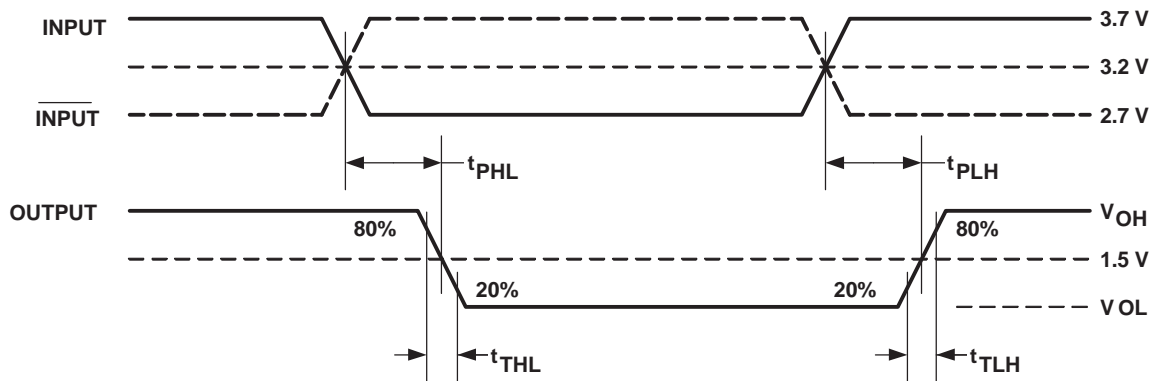 INPUT
3.7 V
3.2 V
INPUT
2.7 V
tPHL
tPLH
OUTPUT
VOH
80%
80%
1.5 V
20%
20%
VOL
tTHL
tTLH